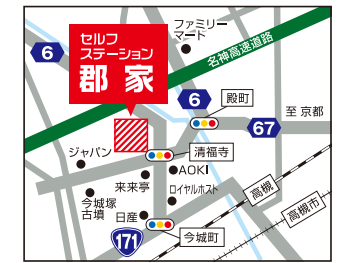 ファミリー
マード
セルフ
ステーション
郡家
名神高速道路
6
6
殿町
67
至 京都
ジャパン
清福寺
AOKI
来来亭
ロイヤルホスト
高槻
今城塚
古墳
高槻市
日産
今城町
171